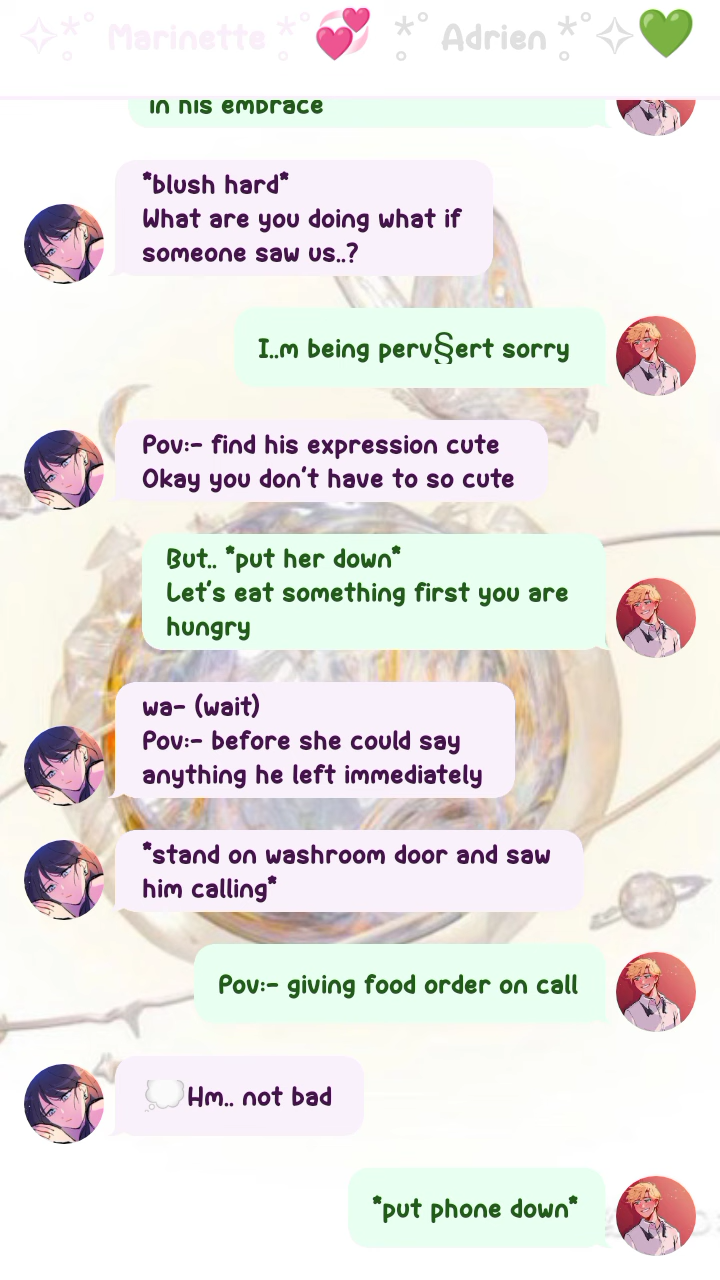 ✧*̥˚ Marinette *̥˚💞 *̥˚ Adrien *̥˚✧💚
in his embrace
*blush hard*
What are you doing what if
someone saw us..?
I..m being perv§ert sorry
Pov:- find his expression cute
Okay you don't have to so cute
But.. *put her down*
Let's eat something first you are
hungry
wa- (wait)
Pov:- before she could say
anything he left immediately
*stand on washroom door and saw
him calling*
Pov:- giving food order on call
💭Hm.. not bad
*put phone down*